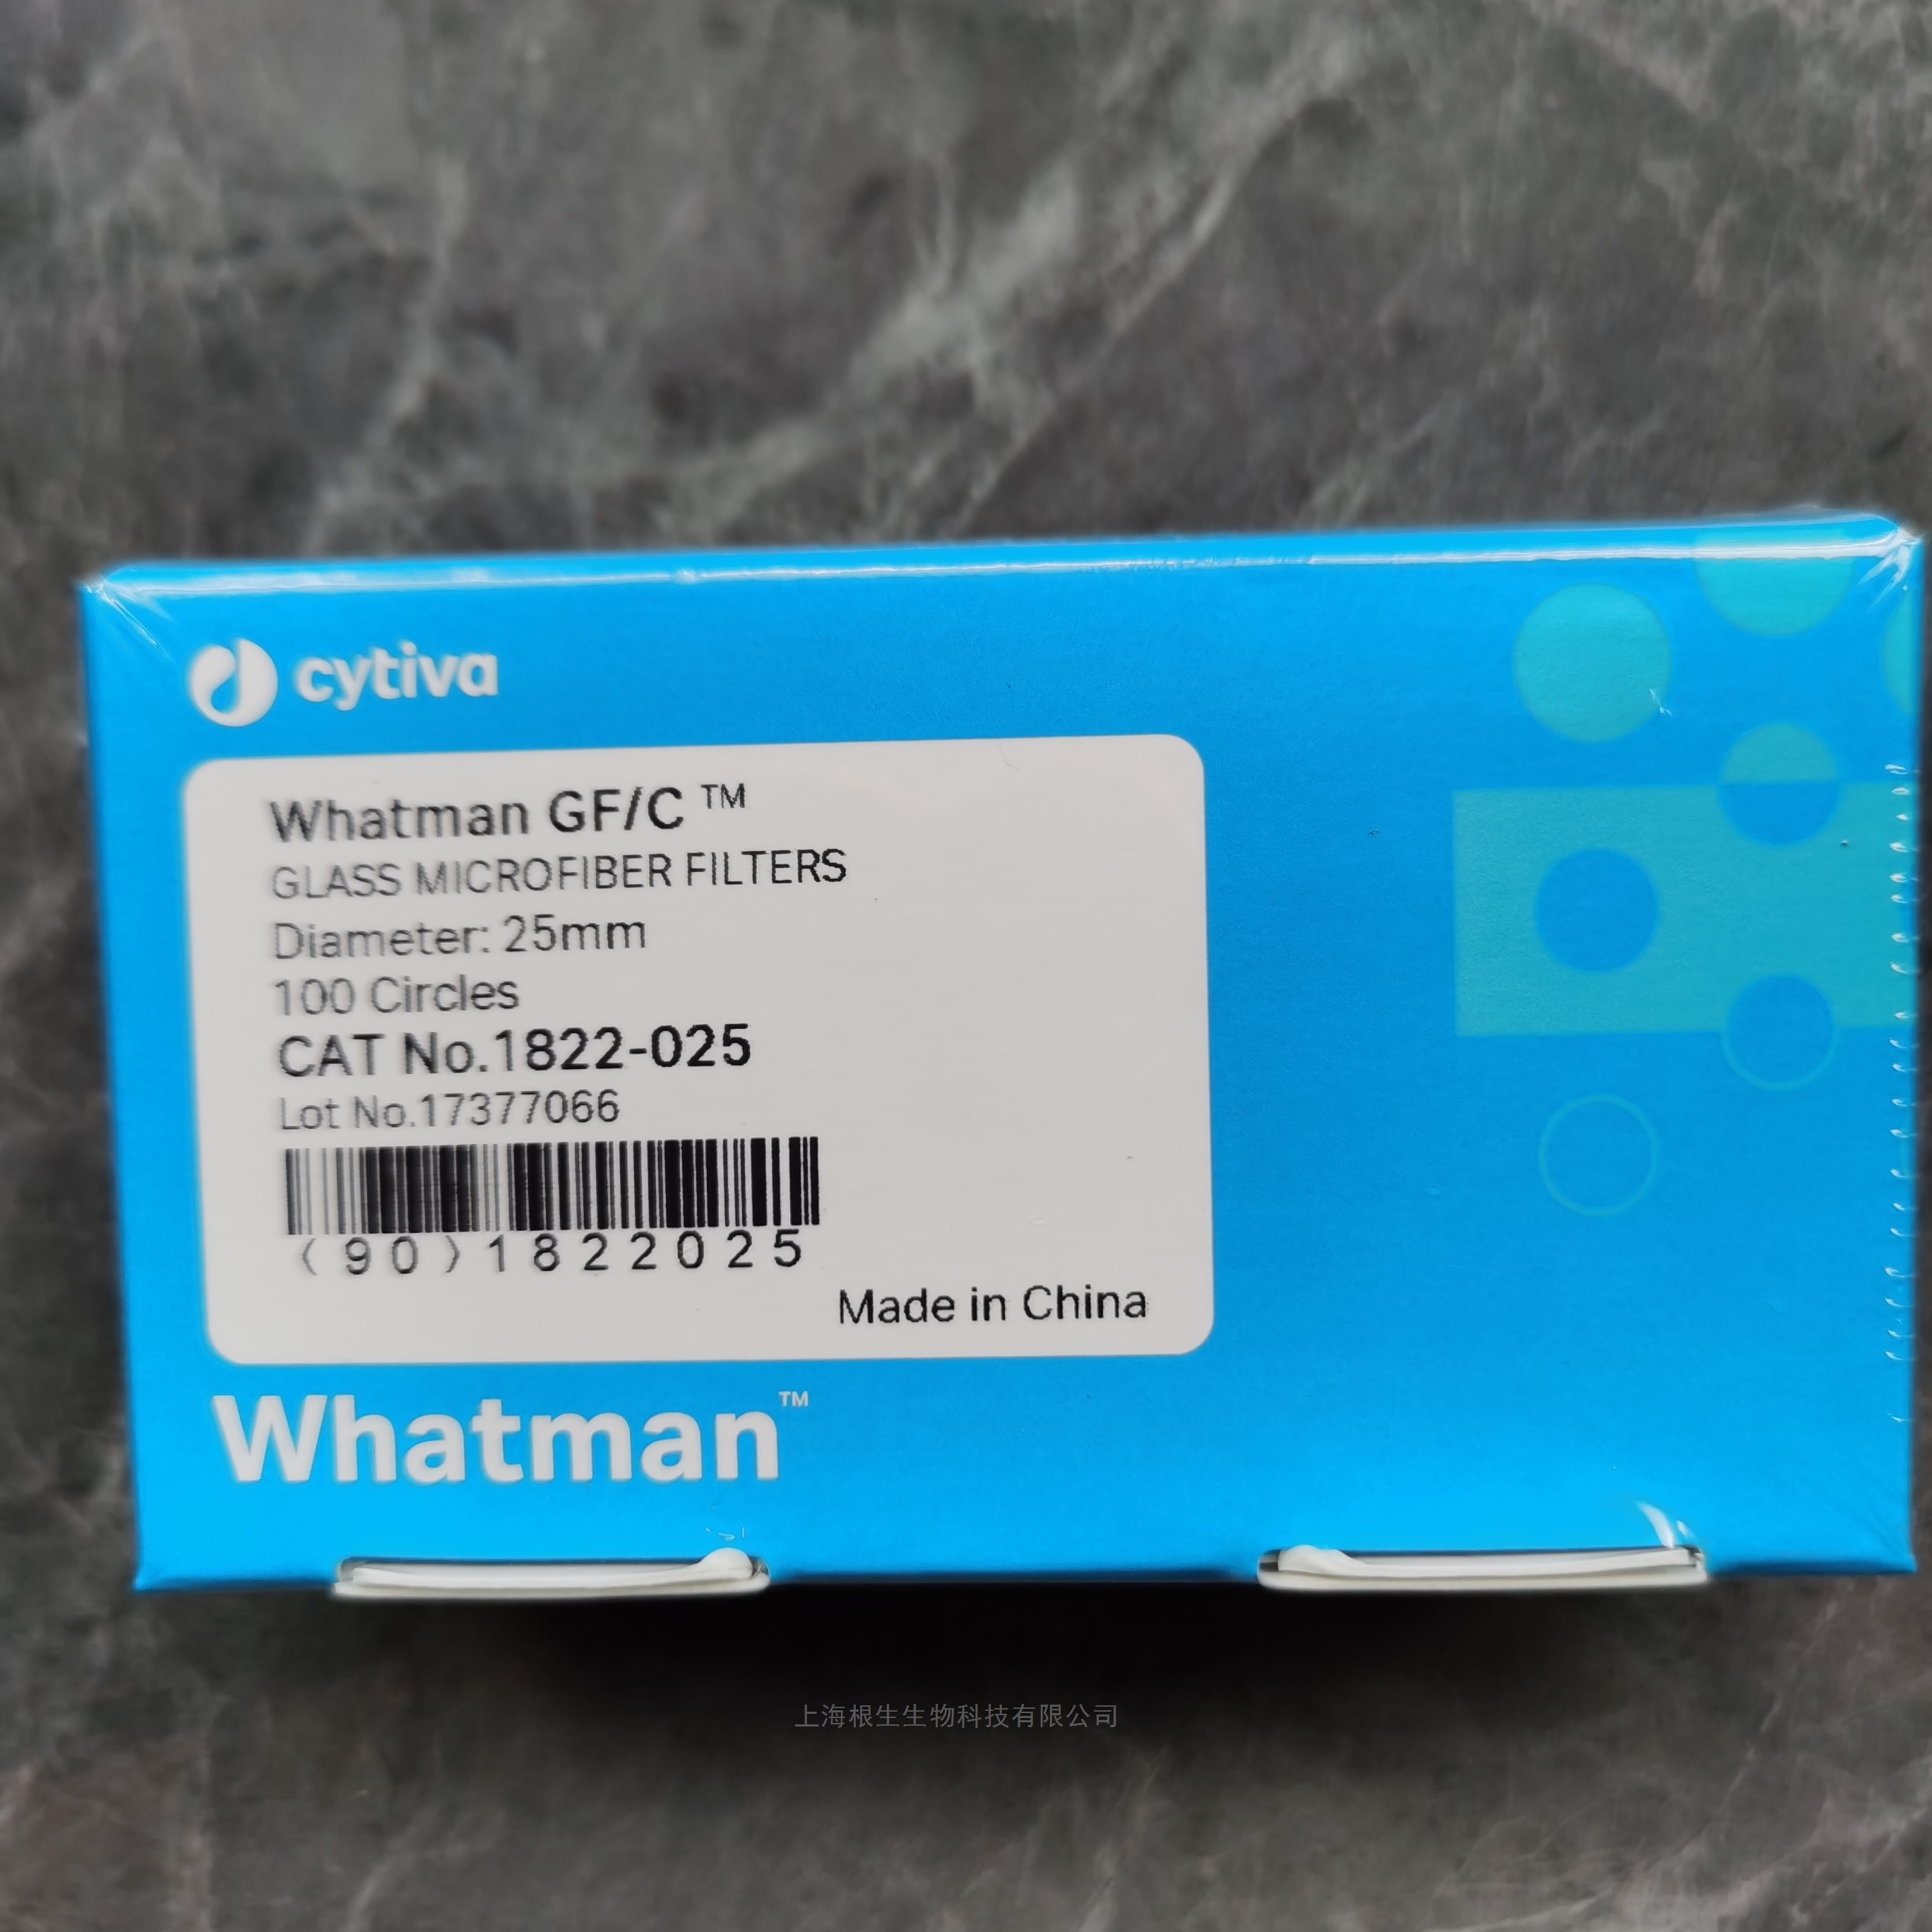 cytiva
Whatman GF/C ™
GLASS MICROFIBER FILTERS
Diameter: 25mm
100 Circles
CAT No.1822-025
Lot No.17377066
(90)1822025
Made in China
Whatman™
上海根生生物科技有限公司